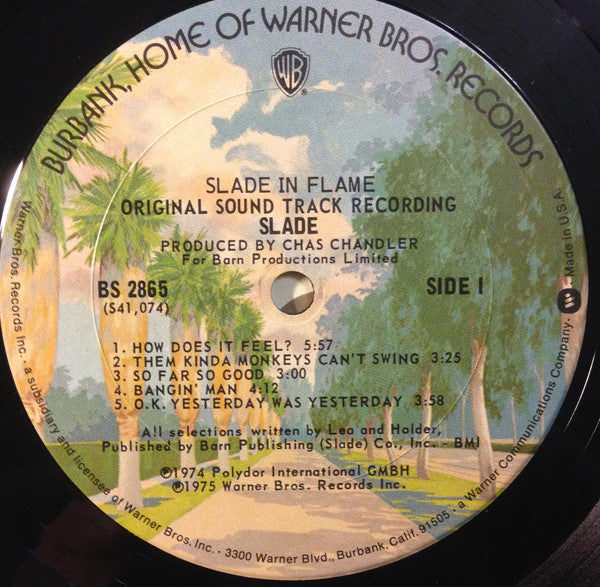 BURBANK, HOME OF WARNER BROS. RECORDS
WB
®
SLADE IN FLAME
ORIGINAL SOUND TRACK RECORDING
SLADE
PRODUCED BY CHAS CHANDLER
For Barn Productions Limited
BS 2865
SIDE 1
(S41,074)
1. HOW DOES IT FEEL? 5:57
2. THEM KINDA MONKEYS CAN'T SWING 3:25
3. SO FAR SO GOOD 3:00
4. BANGIN' MAN 4:12
5. O.K. YESTERDAY WAS YESTERDAY 3:58
All selections written by Lea and Holder,
Published by Barn Publishing (Slade) Co., Inc. - BMI
℗1974 Polydor International GMBH
℗1975 Warner Bros. Records Inc.
Warner Bros. Records Inc. · a subsidiary and licensee of Warner Bros. Inc. · 3300 Warner Blvd., Burbank, Calif. 91505 · a Warner Communications Company · Made in U.S.A.